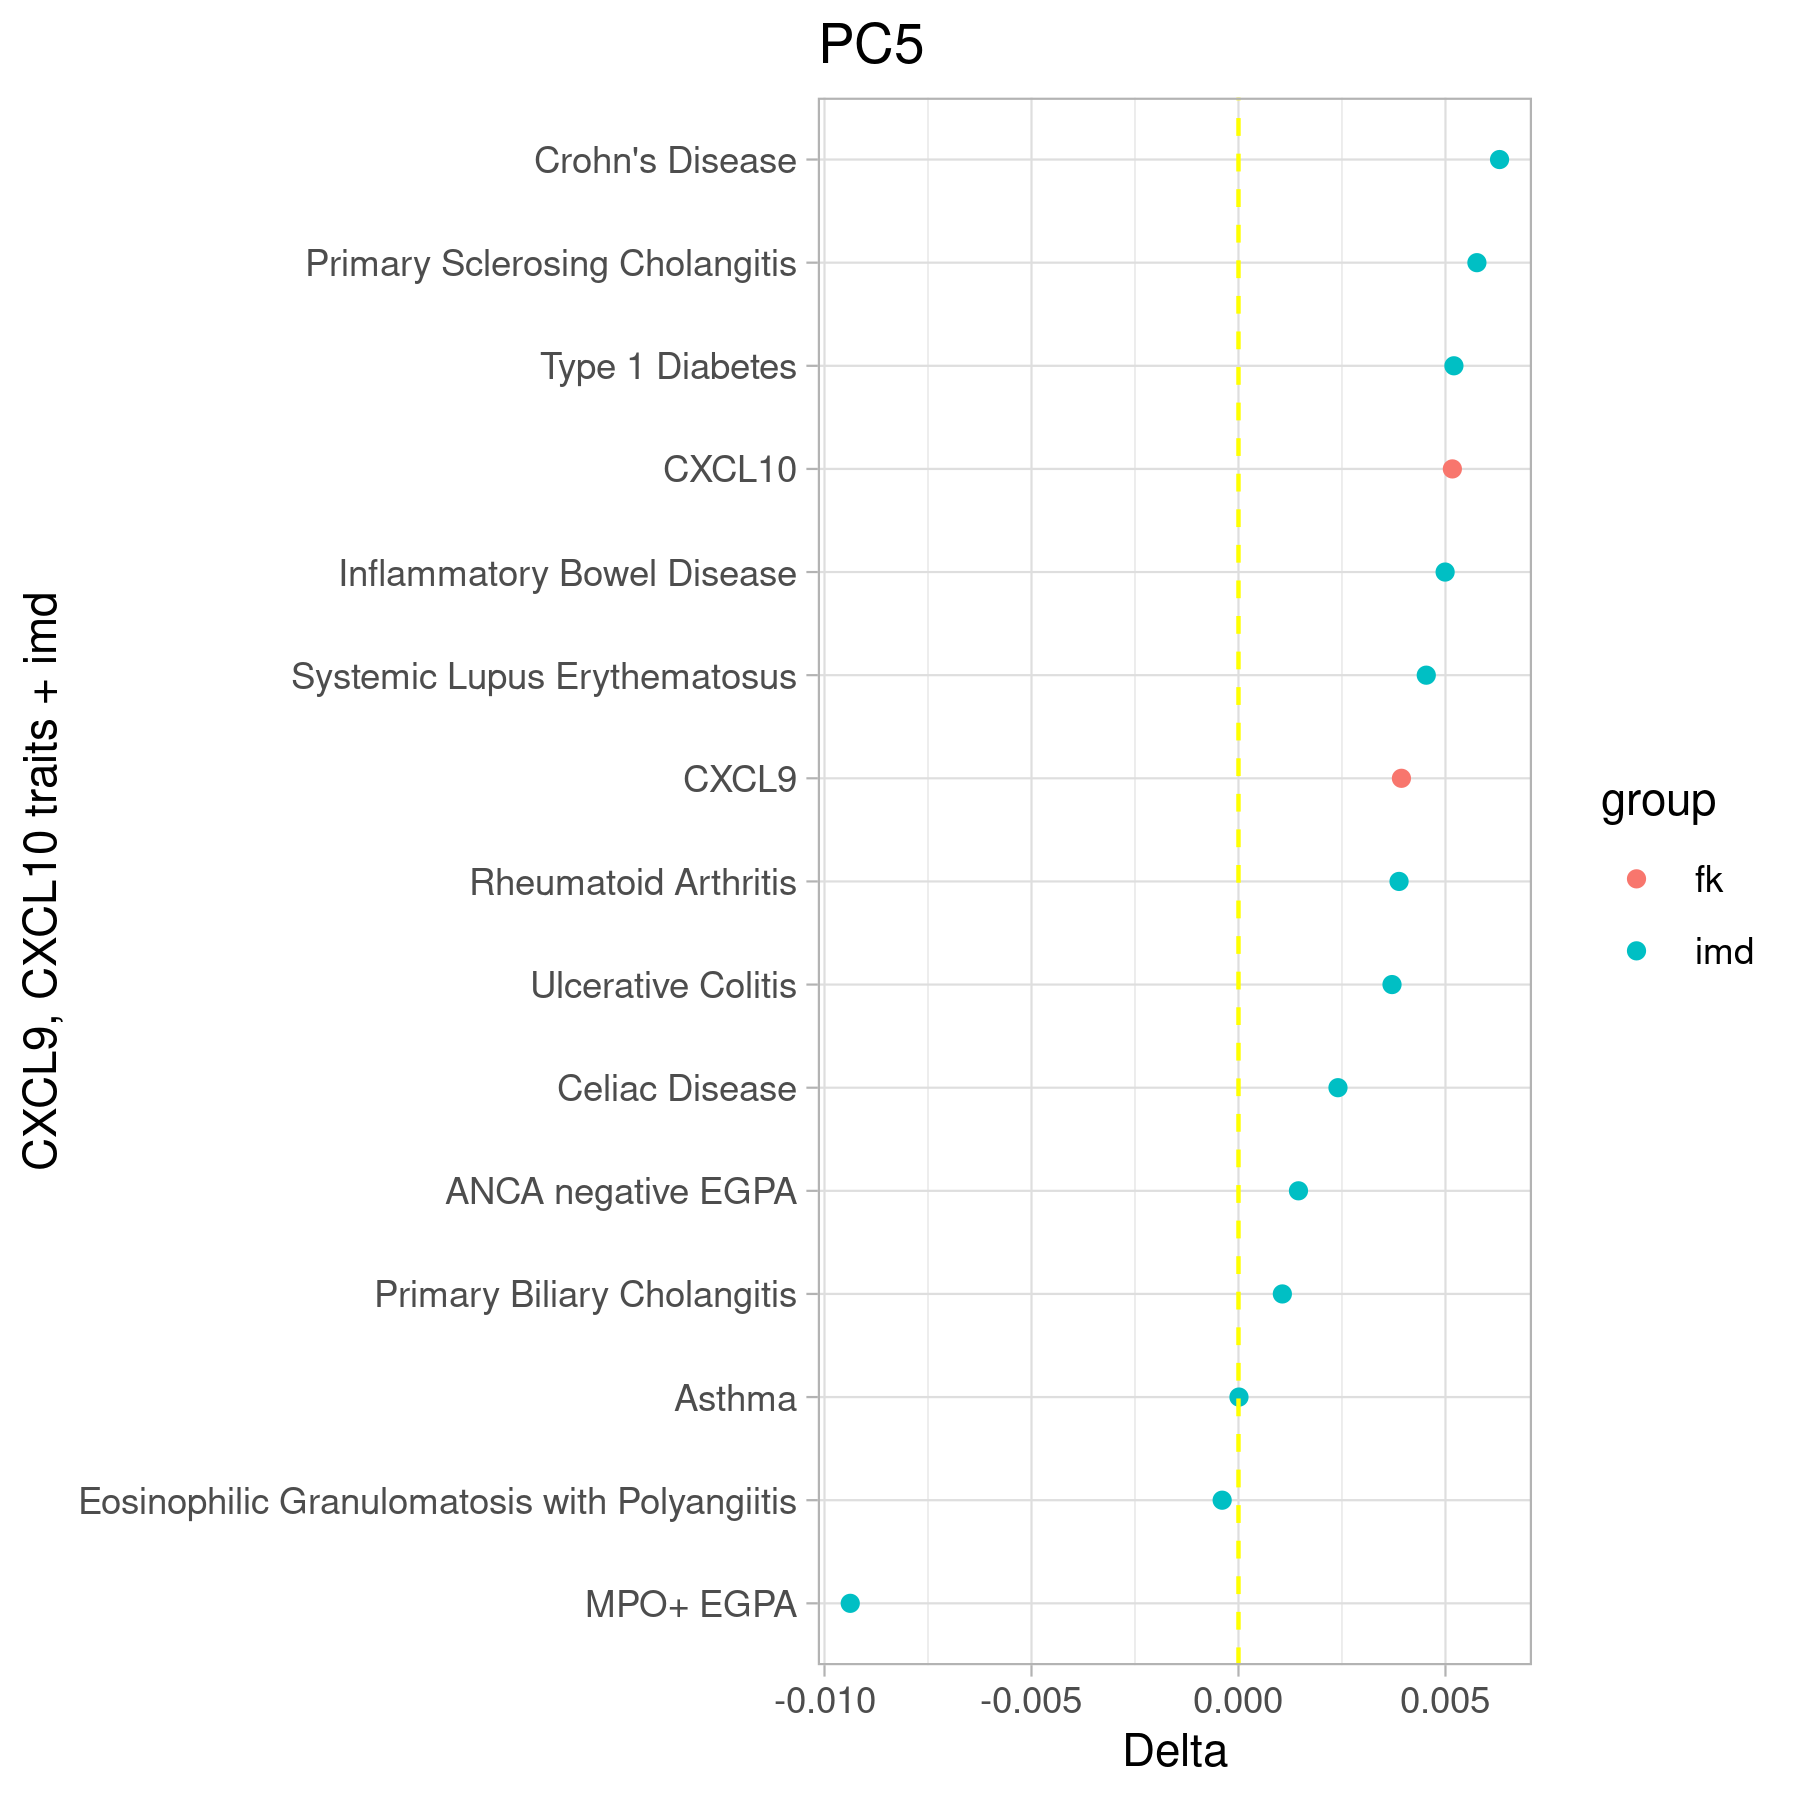 PC5
CXCL9, CXCL10 traits + imd
Crohn's Disease
Primary Sclerosing Cholangitis
Type 1 Diabetes
CXCL10
Inflammatory Bowel Disease
Systemic Lupus Erythematosus
CXCL9
Rheumatoid Arthritis
Ulcerative Colitis
Celiac Disease
ANCA negative EGPA
Primary Biliary Cholangitis
Asthma
Eosinophilic Granulomatosis with Polyangiitis
MPO+ EGPA
-0.010 -0.005 0.000 0.005
Delta
group
fk
imd